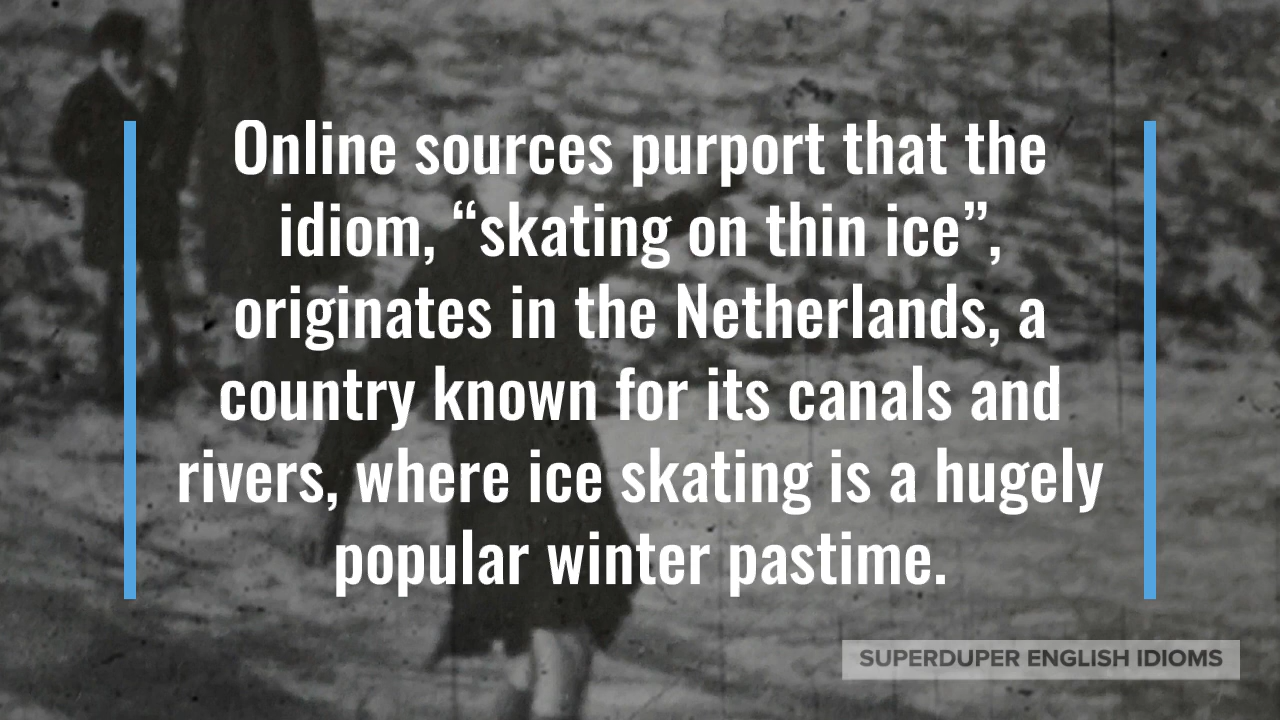 Online sources purport that the
idiom, “skating on thin ice”,
originates in the Netherlands, a
country known for its canals and
rivers, where ice skating is a hugely
popular winter pastime.
SUPERDUPER ENGLISH IDIOMS